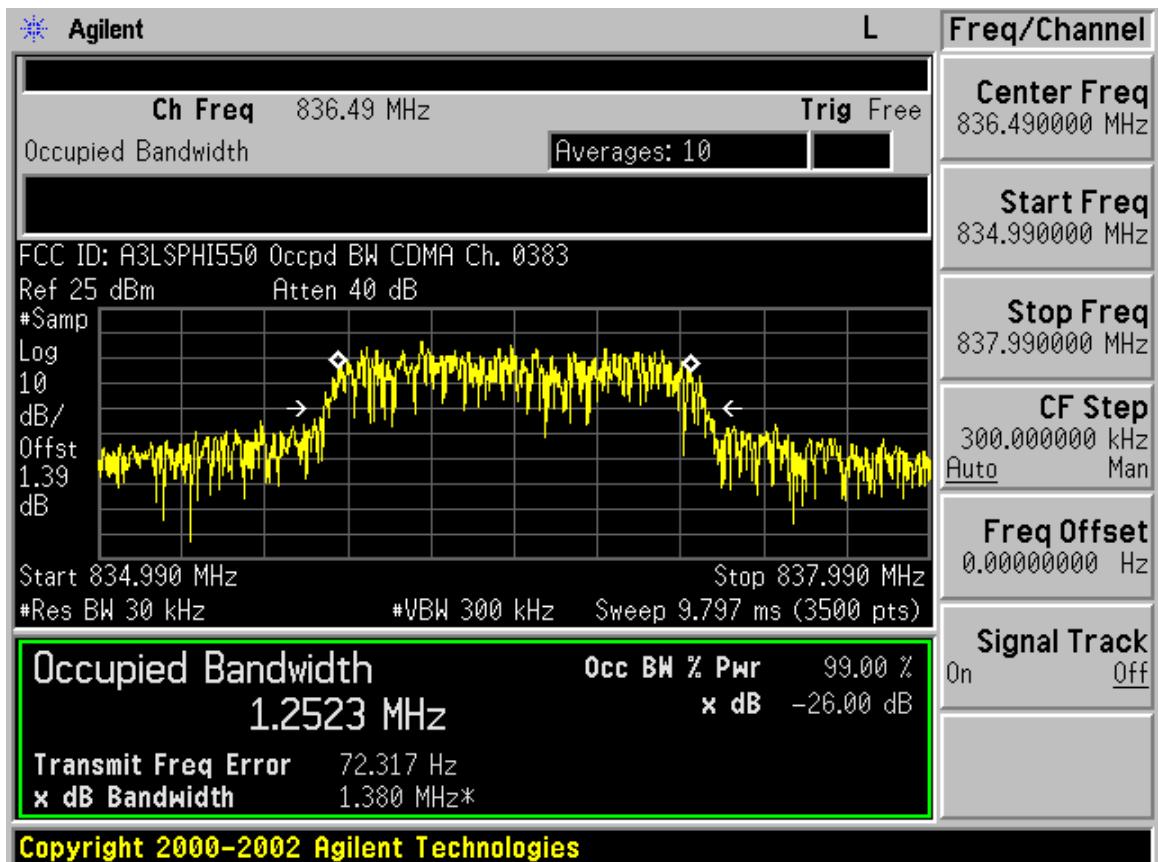 Agilent L Freq/Channel
Ch Freq 836.49 MHz Trig Free
Occupied Bandwidth Averages: 10
Center Freq
836.490000 MHz
Start Freq
834.990000 MHz
Stop Freq
837.990000 MHz
CF Step
300.000000 kHz
Auto Man
Freq Offset
0.00000000 Hz
Signal Track
On Off
FCC ID: A3LSPHI550 Occpd BW CDMA Ch. 0383
Ref 25 dBm Atten 40 dB
#Samp
Log
10
dB/
Offst
1.39
dB
Start 834.990 MHz Stop 837.990 MHz
#Res BW 30 kHz #VBW 300 kHz Sweep 9.797 ms (3500 pts)
Occupied Bandwidth Occ BW % Pwr 99.00 %
1.2523 MHz x dB -26.00 dB
Transmit Freq Error 72.317 Hz
x dB Bandwidth 1.380 MHz*
Copyright 2000-2002 Agilent Technologies